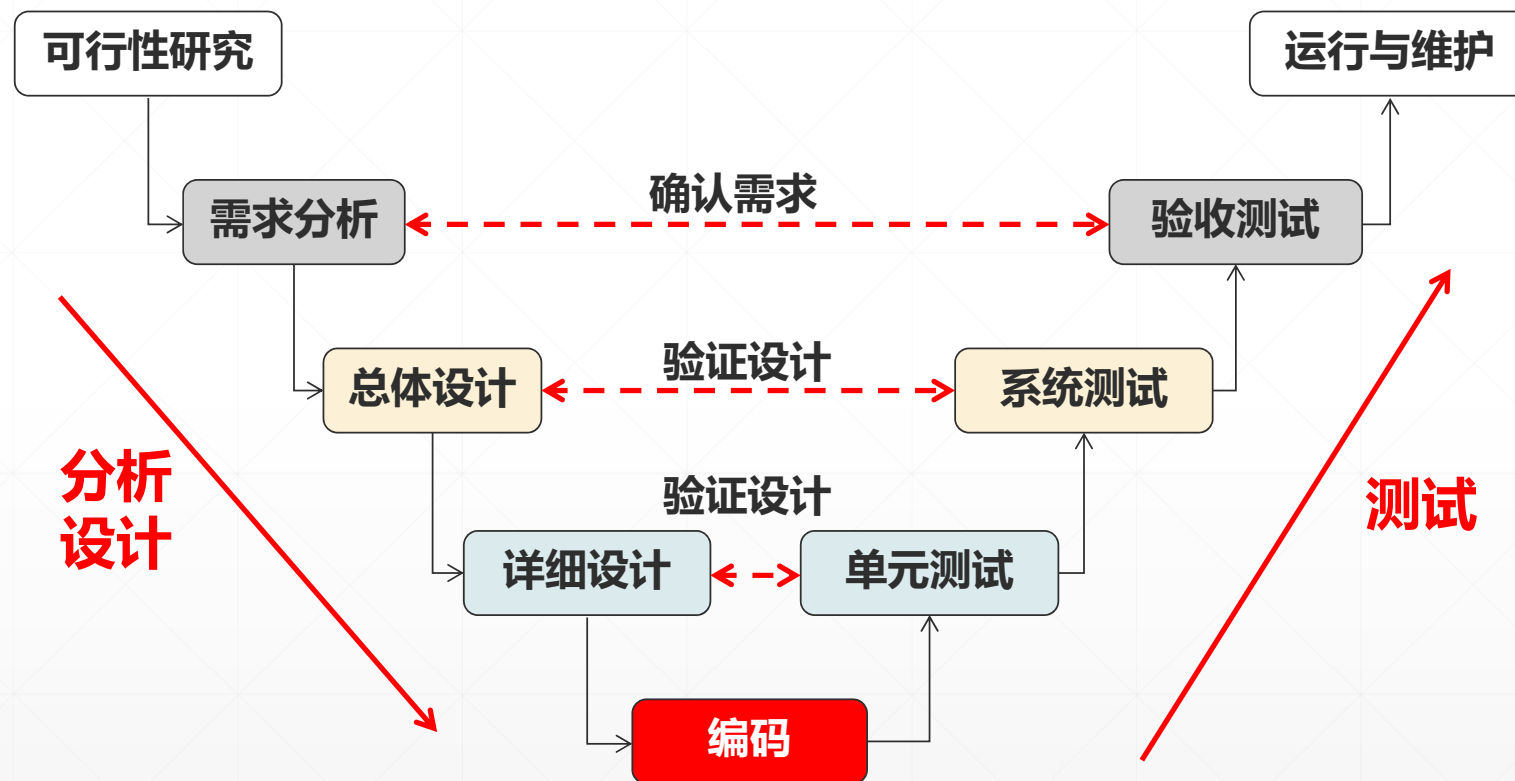 可行性研究
运行与维护
确认需求
需求分析
验收测试
验证设计
总体设计
系统测试
分析
设计
验证设计
测试
详细设计
单元测试
编码